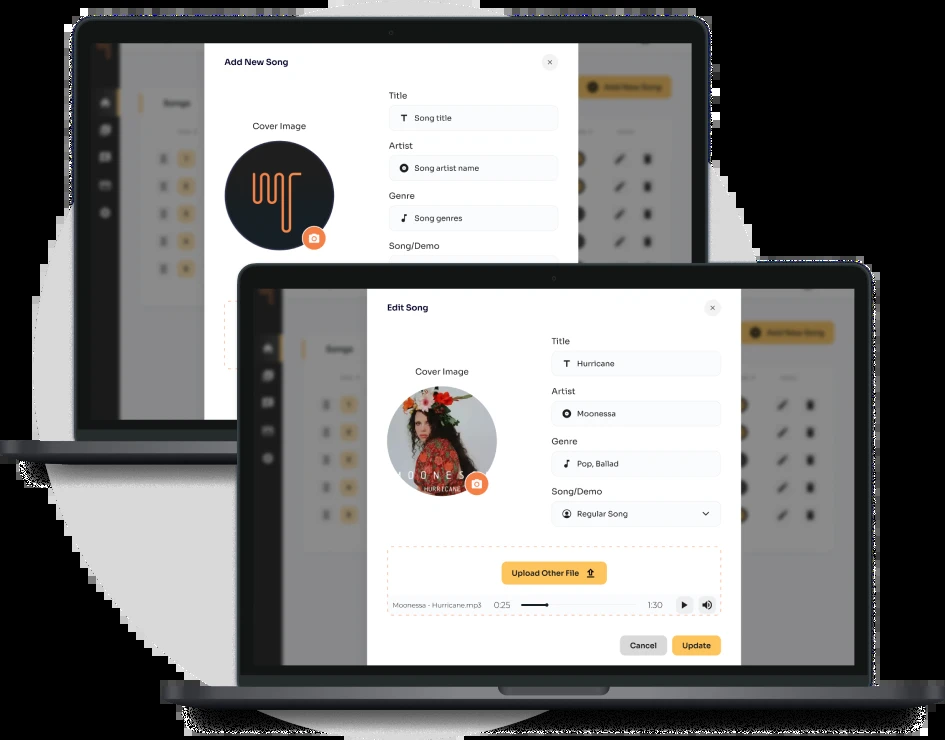 Add New Song
Add New Song
Songs
Title
Song title
Cover Image
Artist
Song artist name
Genre
Song genres
Song/Demo
Edit Song
Add New Song
Songs
Title
Hurricane
Cover Image
Artist
Moonessa
Genre
Pop, Ballad
HURRICANE
Song/Demo
Regular Song
Upload Other File
Moonessa - Hurricane.mp3 0:25 1:30
Cancel Update